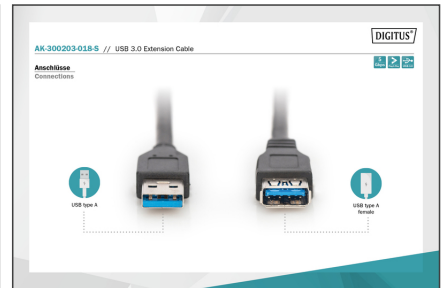 DIGITUS®
AK-300203-018-S // USB 3.0 Extension Cable
Anschlüsse
Connections
USB type A
USB type A
female